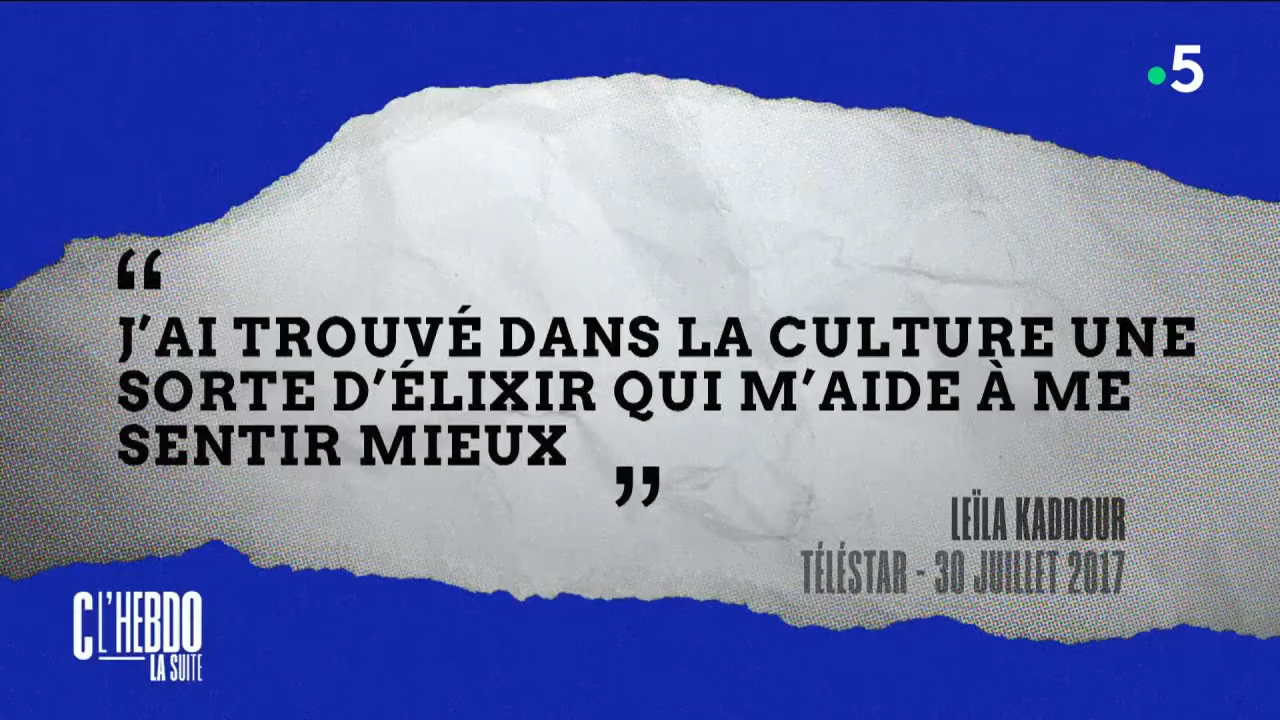 5
“
J’AI TROUVÉ DANS LA CULTURE UNE
SORTE D’ÉLIXIR QUI M’AIDE À ME
SENTIR MIEUX
”
LEÏLA KADDOUR
TÉLÉSTAR - 30 JUILLET 2017
C L’HEBDO
LA SUITE